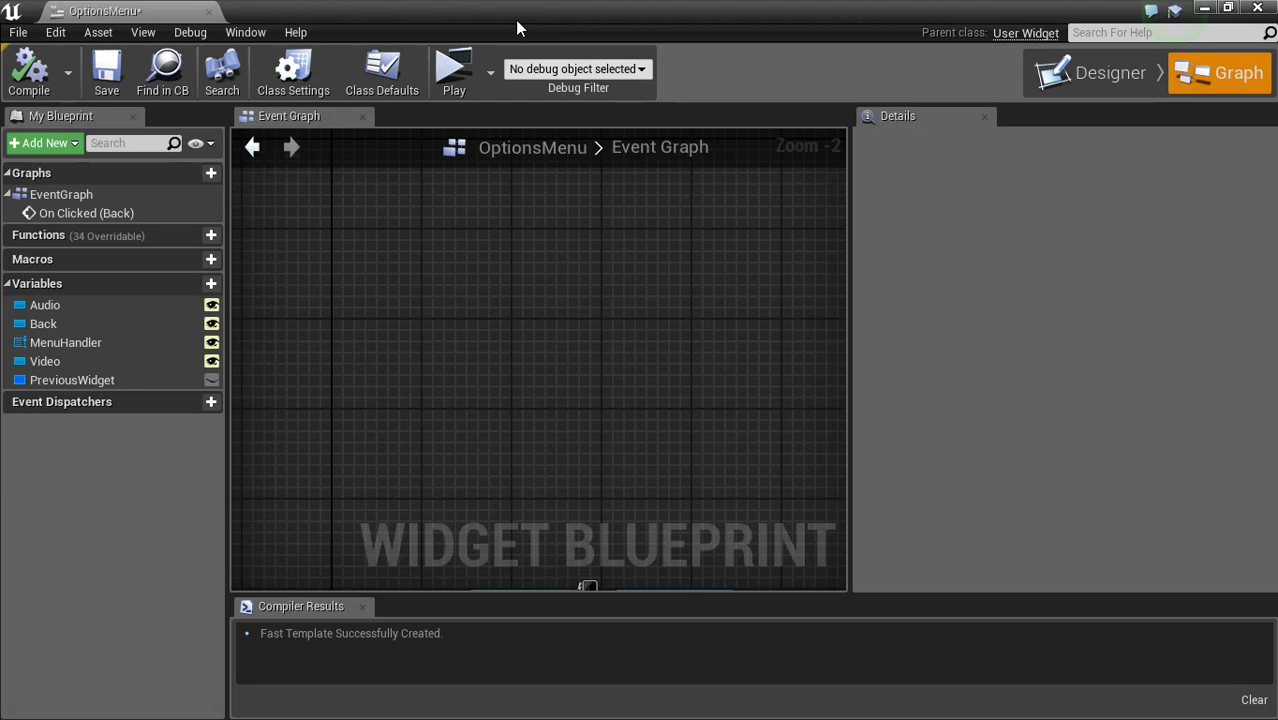 OptionsMenu*
File Edit Asset View Debug Window Help
Parent class: User Widget Search For Help
Compile Save Find in CB Search Class Settings Class Defaults Play
No debug object selected
Debug Filter
Designer Graph
My Blueprint
Event Graph
Details
Add New Search
OptionsMenu > Event Graph
Zoom -2
Graphs
EventGraph
On Clicked (Back)
Functions (34 Overridable)
Macros
Variables
Audio
Back
MenuHandler
Video
PreviousWidget
Event Dispatchers
WIDGET BLUEPRINT
Compiler Results
Fast Template Successfully Created.
Clear